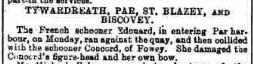 TYWARDREATH, PAR, ST. BLAZEY, AND
BISCOVEY.
The French schooner Edouard, in entering Par har-
bour, on Monday, ran against the quay, and then collided
with the schooner Concord, of Fowey. She damaged the
Concord's figure-head and her own bow.